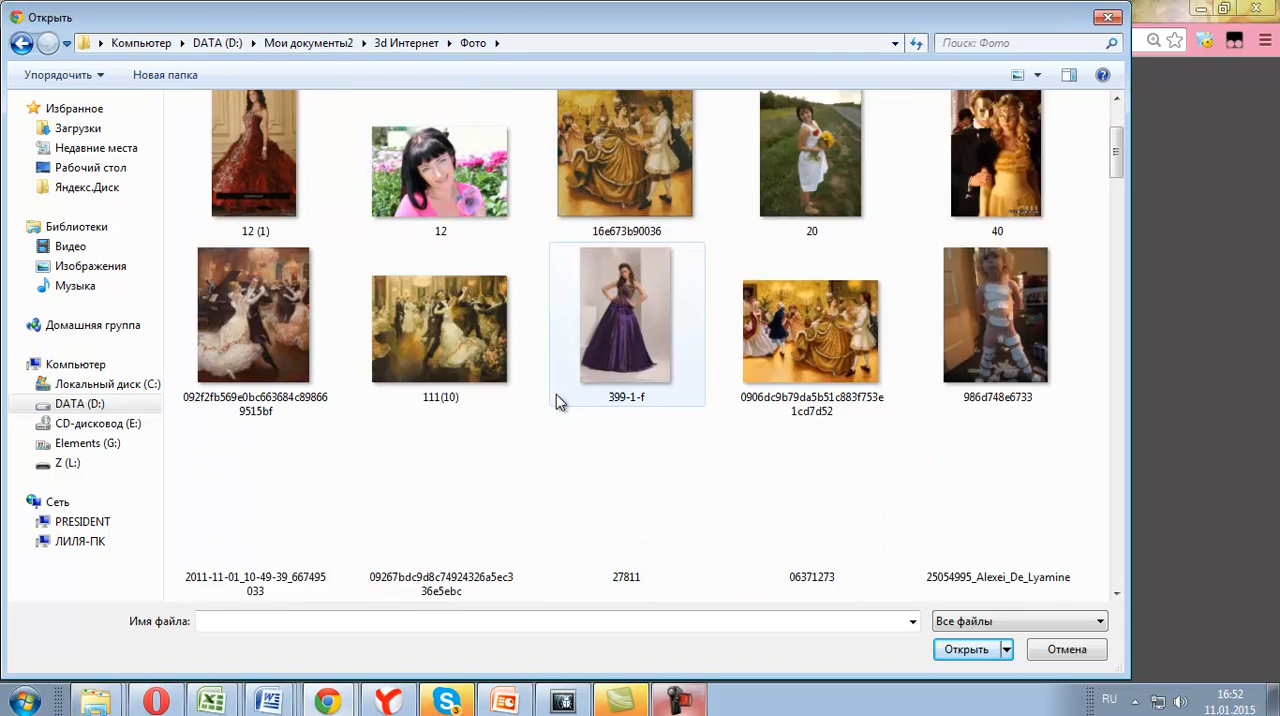 Открыть
Компьютер
DATA (D:)
Мои документы2
3d Интернет
Фото
Поиск: Фото
Упорядочить
Новая папка
Избранное
Загрузки
Недавние места
Рабочий стол
Яндекс.Диск
Библиотеки
Видео
Изображения
Музыка
Домашняя группа
Компьютер
Локальный диск (C:)
DATA (D:)
CD-дисковод (E:)
Elements (G:)
Z (L:)
Сеть
PRESIDENT
ЛИЛЯ-ПК
12 (1)
12
16e673b90036
20
40
092f2fb569e0bc663684c89866
9515bf
111(10)
399-1-f
0906dc9b79da5b51c883f753e
1cd7d52
986d748e6733
2011-11-01_10-49-39_667495
033
09267bdc9d8c74924326a5ec3
36e5ebc
27811
06371273
25054995_Alexei_De_Lyamine
Имя файла:
Все файлы
Открыть
Отмена
RU
16:52
11.01.2015